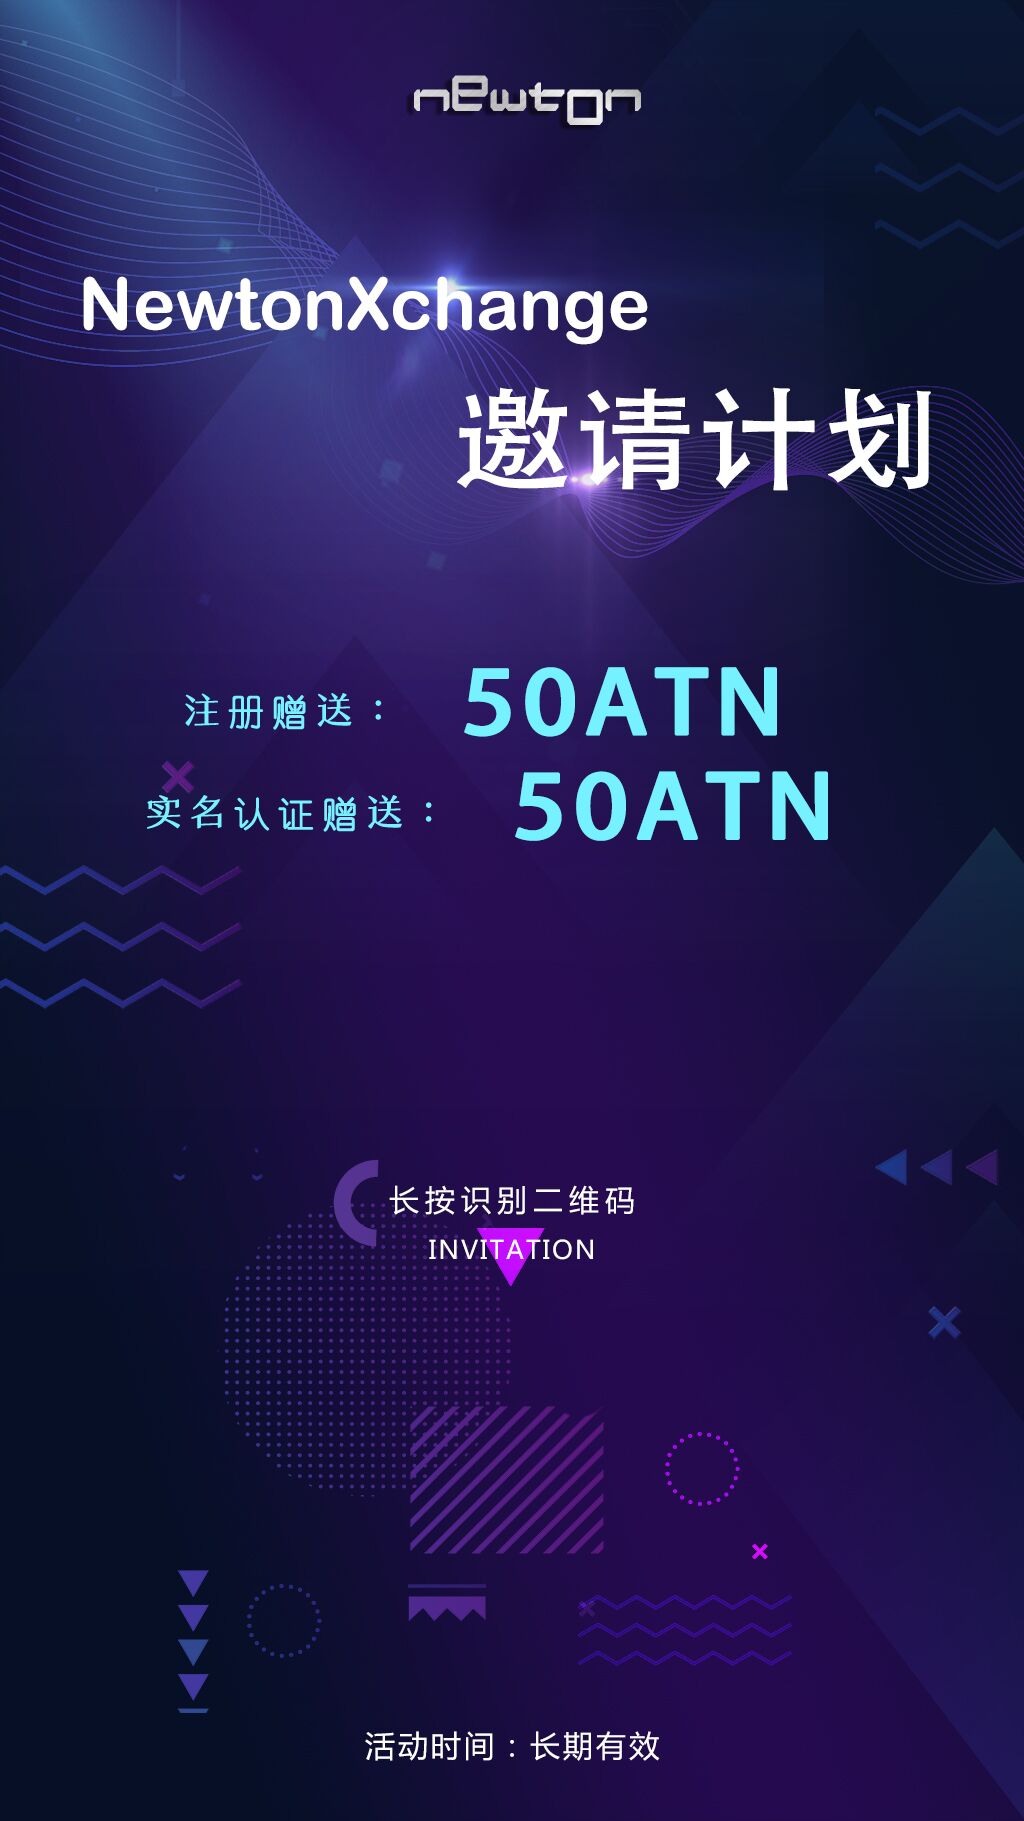 newton
NewtonXchange
邀请计划
注册赠送： 50ATN
实名认证赠送： 50ATN
长按识别二维码
INVITATION
活动时间：长期有效